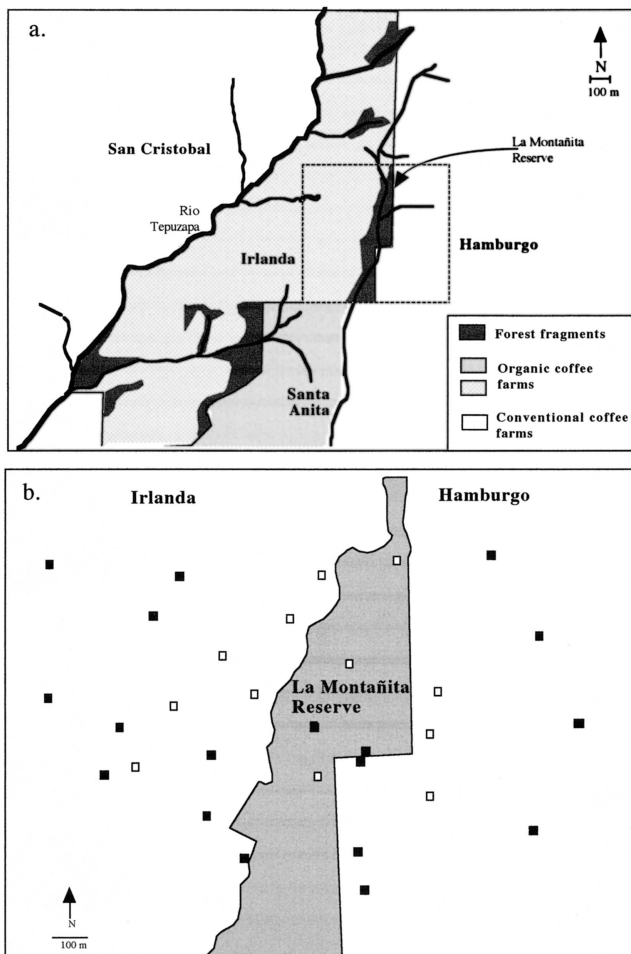 a.
N
100 m
San Cristobal
La Montañita
Reserve
Rio
Tepuzapa
Irlanda
Hamburgo
Santa
Anita
Forest fragments
Organic coffee
farms
Conventional coffee
farms
b.
Irlanda
Hamburgo
La Montañita
Reserve
N
100 m